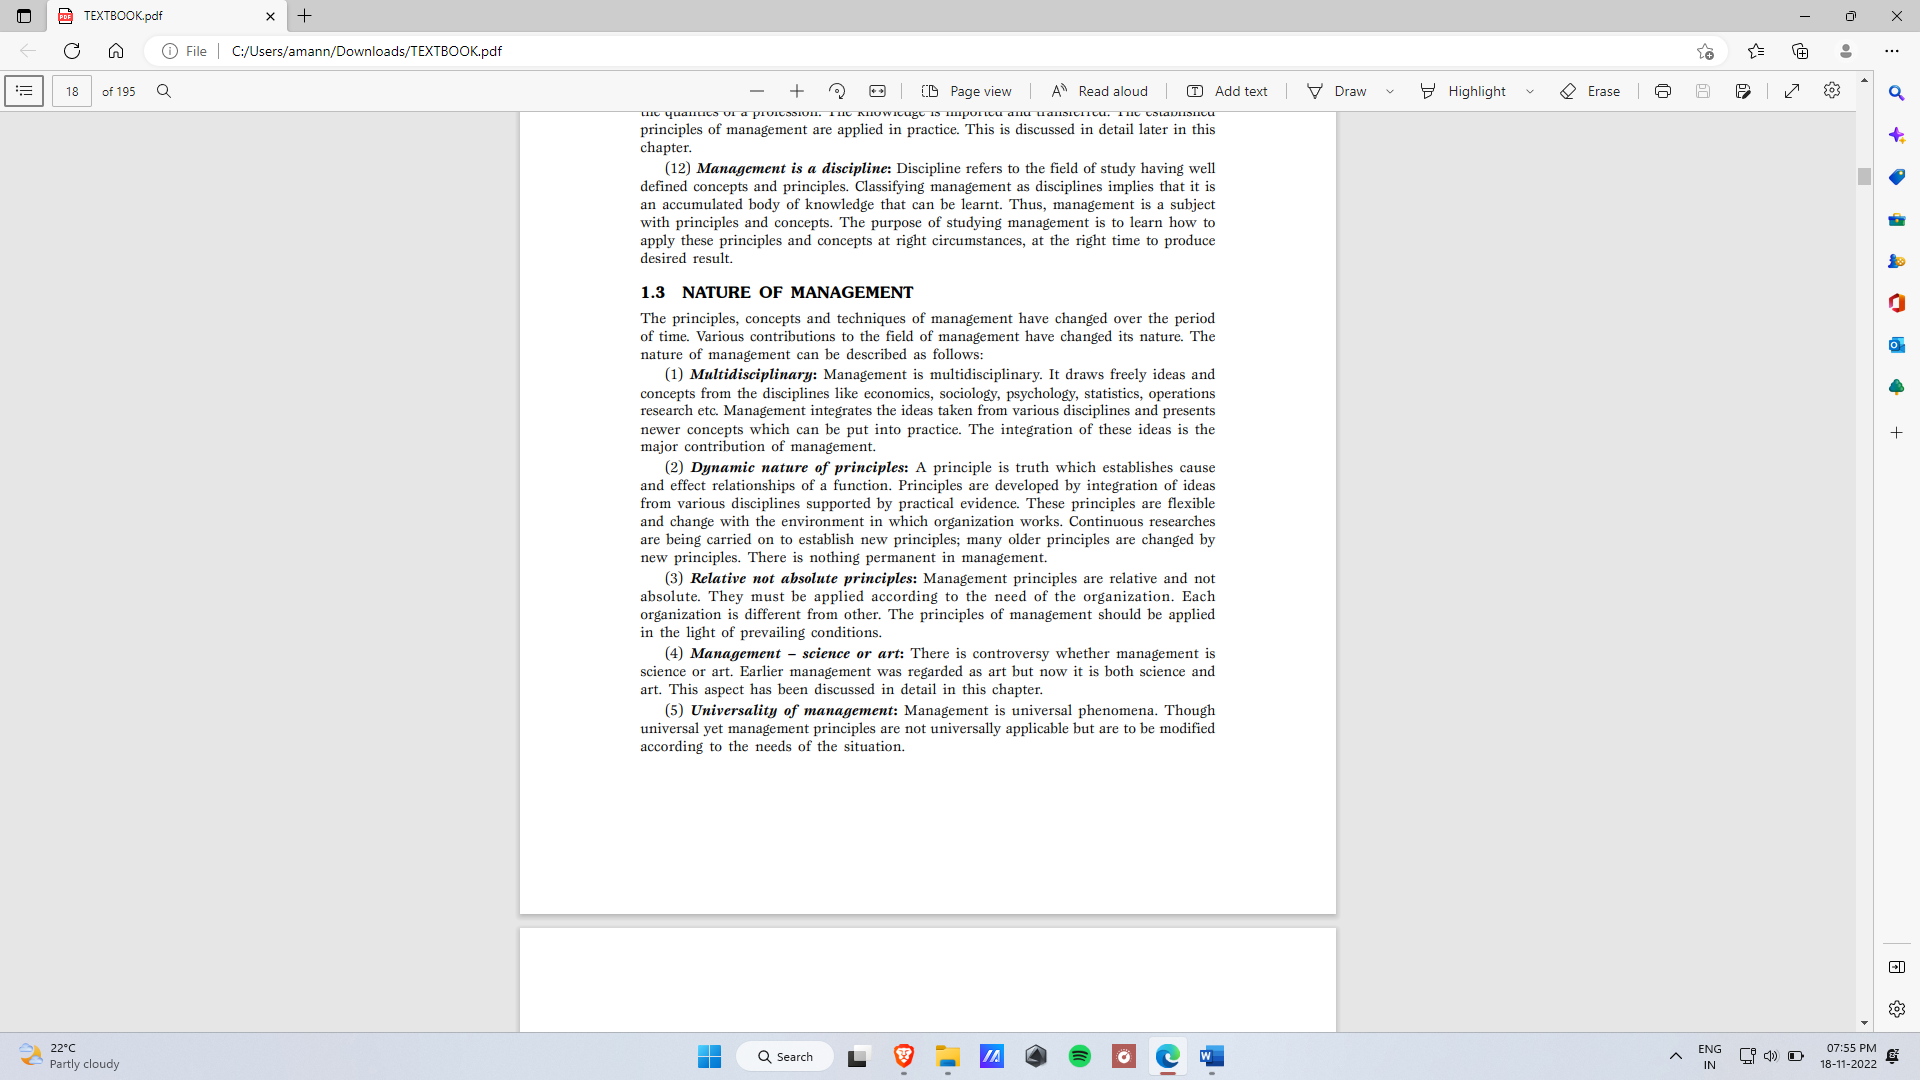 TEXTBOOK.pdf
File
C:/Users/amann/Downloads/TEXTBOOK.pdf
18 of 195
Page view
Read aloud
Add text
Draw
Highlight
Erase
the qualities of a profession. The knowledge is imported and transferred. The established
principles of management are applied in practice. This is discussed in detail later in this
chapter.
(12) Management is a discipline: Discipline refers to the field of study having well
defined concepts and principles. Classifying management as disciplines implies that it is
an accumulated body of knowledge that can be learnt. Thus, management is a subject
with principles and concepts. The purpose of studying management is to learn how to
apply these principles and concepts at right circumstances, at the right time to produce
desired result.
1.3 NATURE OF MANAGEMENT
The principles, concepts and techniques of management have changed over the period
of time. Various contributions to the field of management have changed its nature. The
nature of management can be described as follows:
(1) Multidisciplinary: Management is multidisciplinary. It draws freely ideas and
concepts from the disciplines like economics, sociology, psychology, statistics, operations
research etc. Management integrates the ideas taken from various disciplines and presents
newer concepts which can be put into practice. The integration of these ideas is the
major contribution of management.
(2) Dynamic nature of principles: A principle is truth which establishes cause
and effect relationships of a function. Principles are developed by integration of ideas
from various disciplines supported by practical evidence. These principles are flexible
and change with the environment in which organization works. Continuous researches
are being carried on to establish new principles; many older principles are changed by
new principles. There is nothing permanent in management.
(3) Relative not absolute principles: Management principles are relative and not
absolute. They must be applied according to the need of the organization. Each
organization is different from other. The principles of management should be applied
in the light of prevailing conditions.
(4) Management – science or art: There is controversy whether management is
science or art. Earlier management was regarded as art but now it is both science and
art. This aspect has been discussed in detail in this chapter.
(5) Universality of management: Management is universal phenomena. Though
universal yet management principles are not universally applicable but are to be modified
according to the needs of the situation.
22°C
Partly cloudy
Search
ENG
IN
07:55 PM
18-11-2022